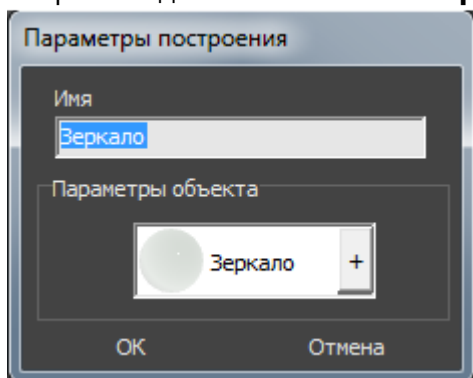 Параметры построения
Имя
Зеркало
Параметры объекта
Зеркало +
ОК Отмена